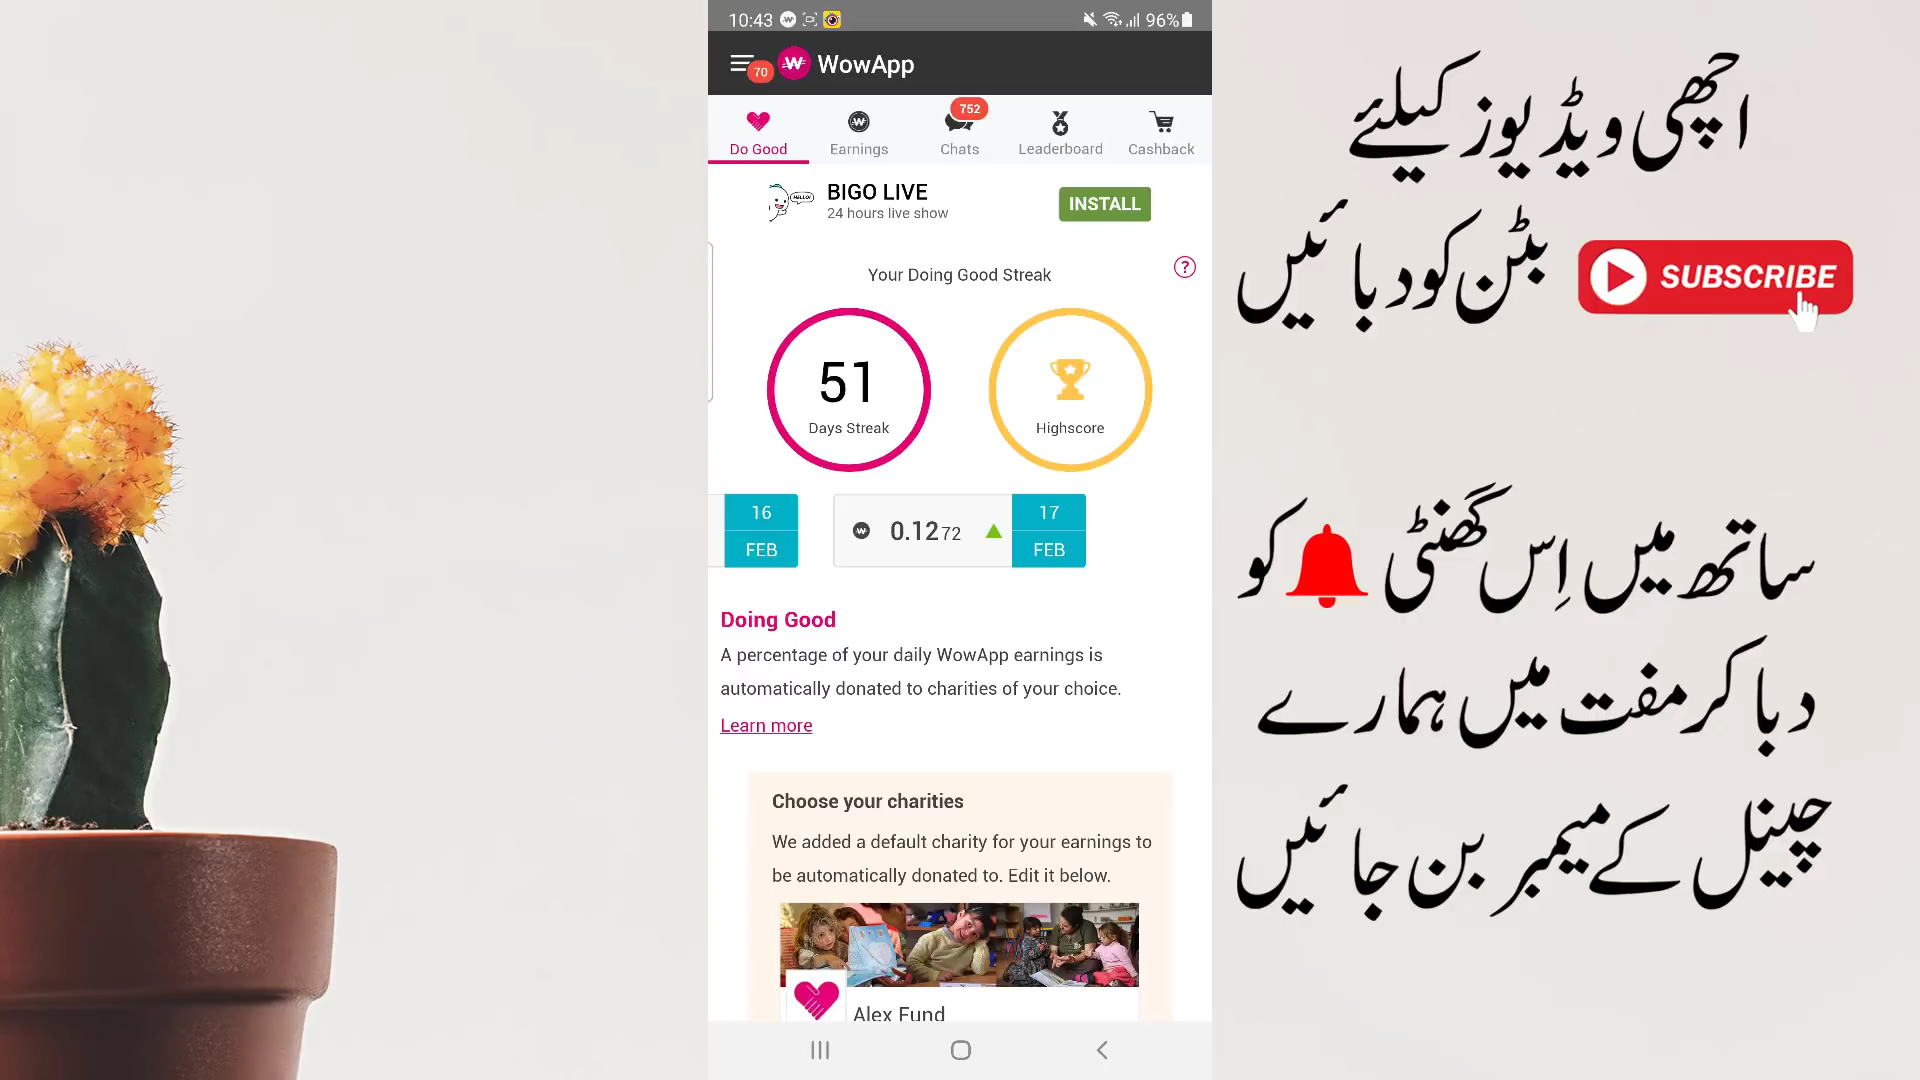 10:43
96%
70
WowApp
752
Do Good
Earnings
Chats
Leaderboard
Cashback
HELLO!
BIGO LIVE
24 hours live show
INSTALL
Your Doing Good Streak
?
51
Days Streak
Highscore
16
FEB
0.1272
17
FEB
Doing Good
A percentage of your daily WowApp earnings is
automatically donated to charities of your choice.
Learn more
Choose your charities
We added a default charity for your earnings to
be automatically donated to. Edit it below.
Alex Fund
اچھی ویڈیوز کیلئے
بٹن کو دبائیں
SUBSCRIBE
ساتھ میں اِس گھنٹی کو
دبا کر مفت میں ہمارے
چینل کے میمبر بن جائیں